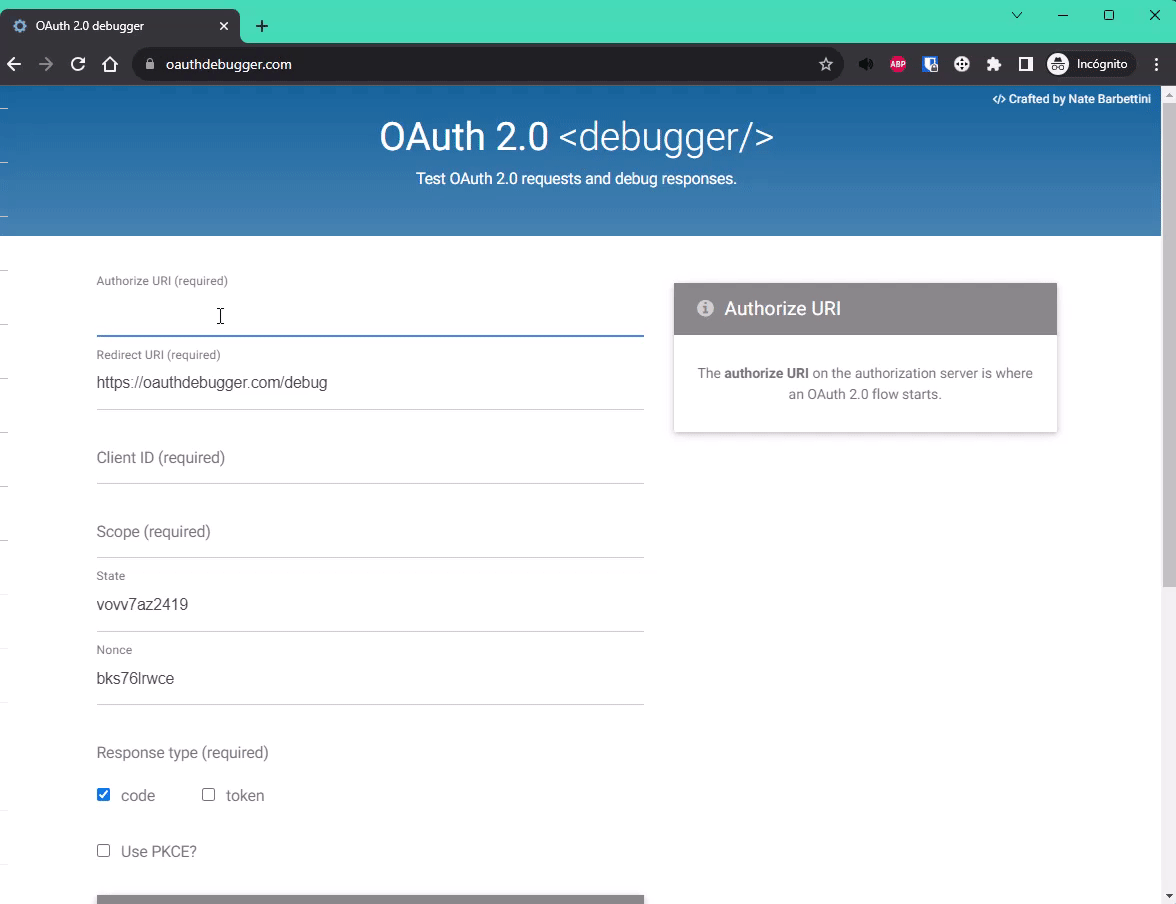 OAuth 2.0 debugger
oauthdebugger.com
ABP
Incógnito
</> Crafted by Nate Barbettini
OAuth 2.0 <debugger/>
Test OAuth 2.0 requests and debug responses.
Authorize URI (required)
Redirect URI (required)
https://oauthdebugger.com/debug
Client ID (required)
Scope (required)
State
vovv7az2419
Nonce
bks76lrwce
Response type (required)
code
token
Use PKCE?
Authorize URI
The authorize URI on the authorization server is where
an OAuth 2.0 flow starts.